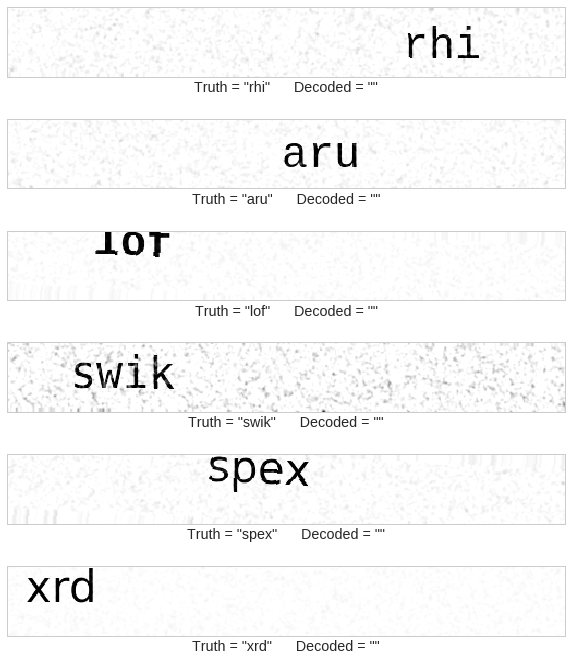 rhi
Truth = "rhi" Decoded = ""
aru
Truth = "aru" Decoded = ""
lof
Truth = "lof" Decoded = ""
swik
Truth = "swik" Decoded = ""
spex
Truth = "spex" Decoded = ""
xrd
Truth = "xrd" Decoded = ""